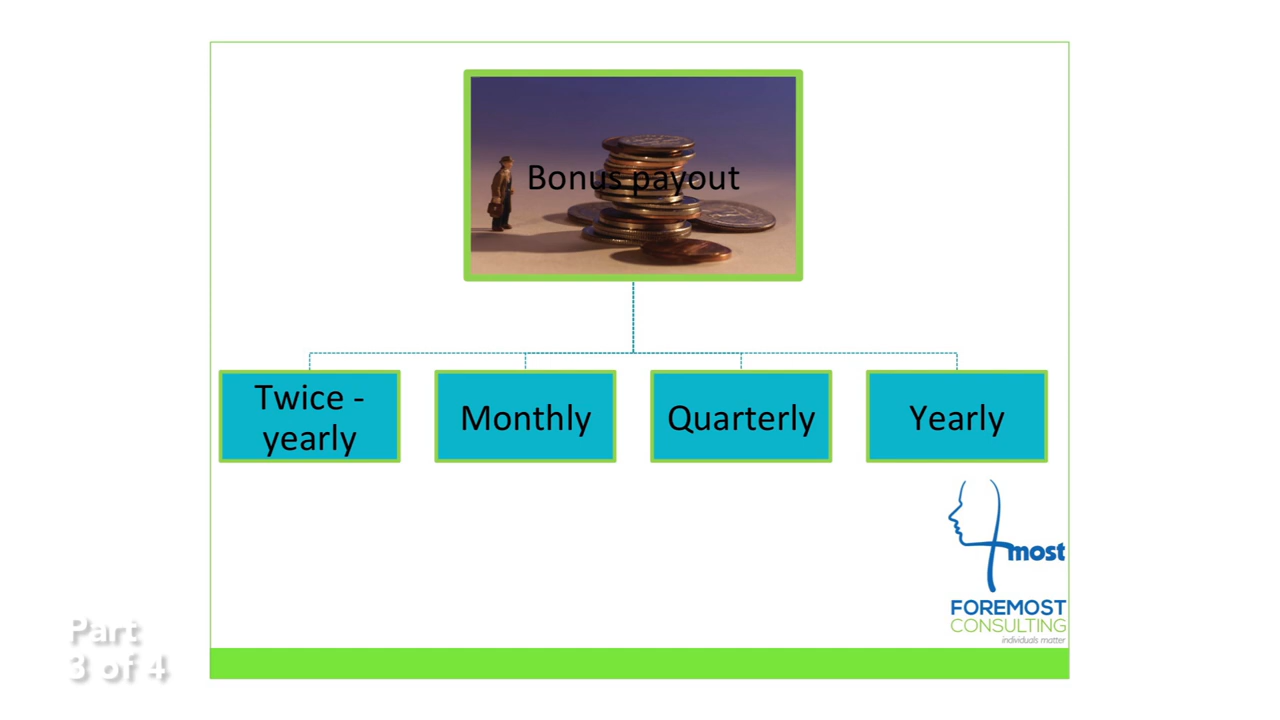 Bonus payout
Twice -
yearly
Monthly
Quarterly
Yearly
most
FOREMOST
CONSULTING
individuals matter
Part
3 of 4